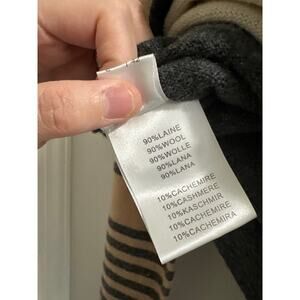 90%LAINE
90%WOOL
90%WOLLE
90%LANA
90%LANA
10%CACHEMIRE
10%CASHMERE
10%KASCHMIR
10%CACHEMIRE
10%CACHEMIRA